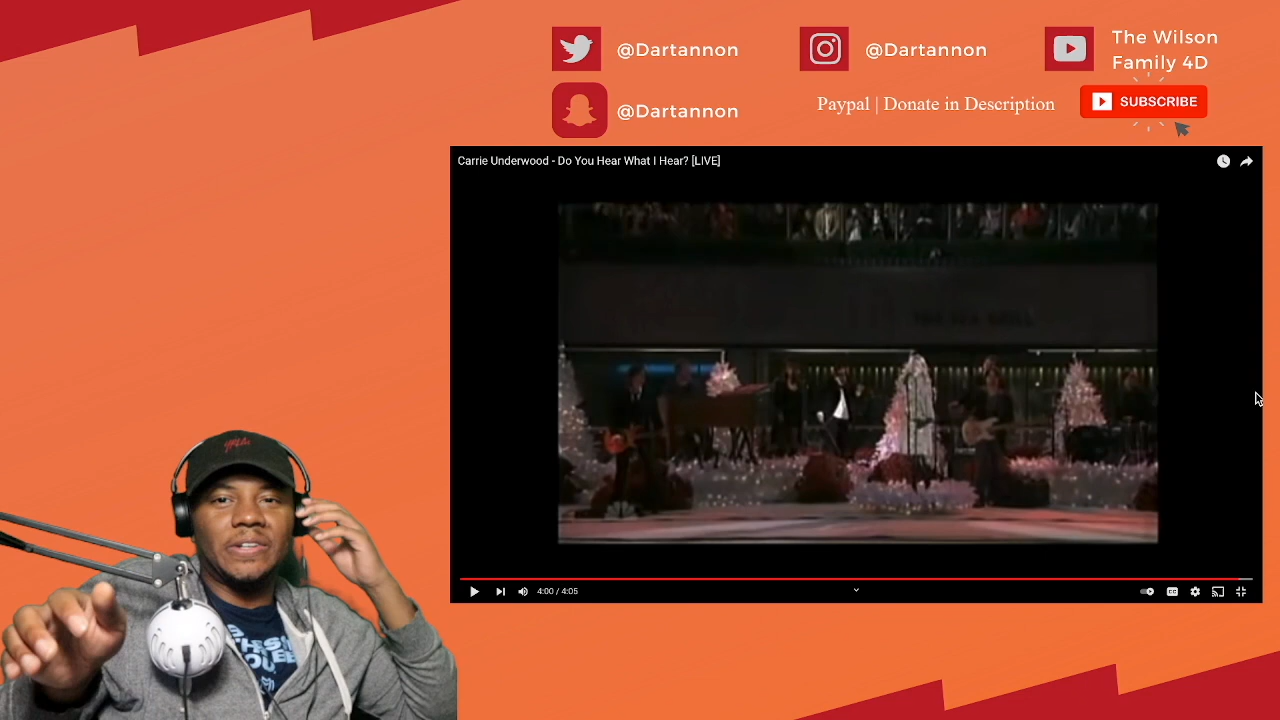 @Dartannon
@Dartannon
The Wilson
Family 4D
@Dartannon
Paypal | Donate in Description
SUBSCRIBE
Carrie Underwood - Do You Hear What I Hear? [LIVE]
4:00 / 4:05
CC